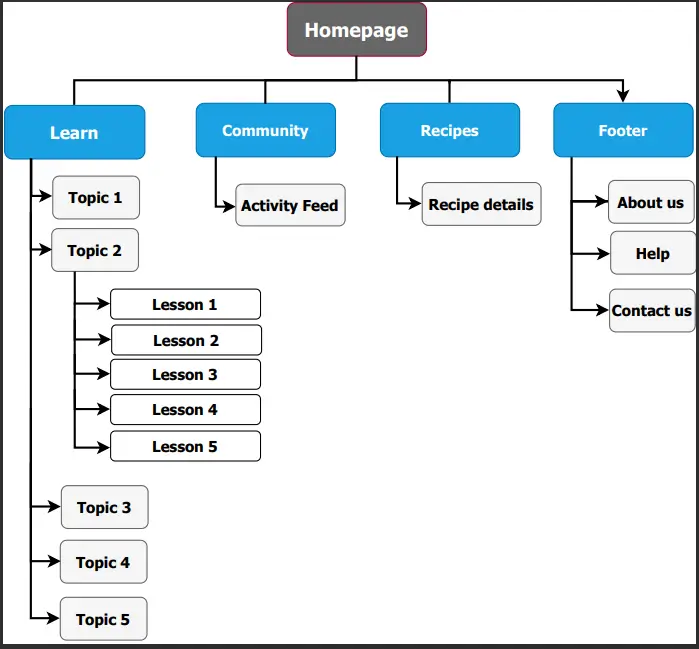 Homepage
Learn
Community
Recipes
Footer
Topic 1
Topic 2
Lesson 1
Lesson 2
Lesson 3
Lesson 4
Lesson 5
Topic 3
Topic 4
Topic 5
Activity Feed
Recipe details
About us
Help
Contact us